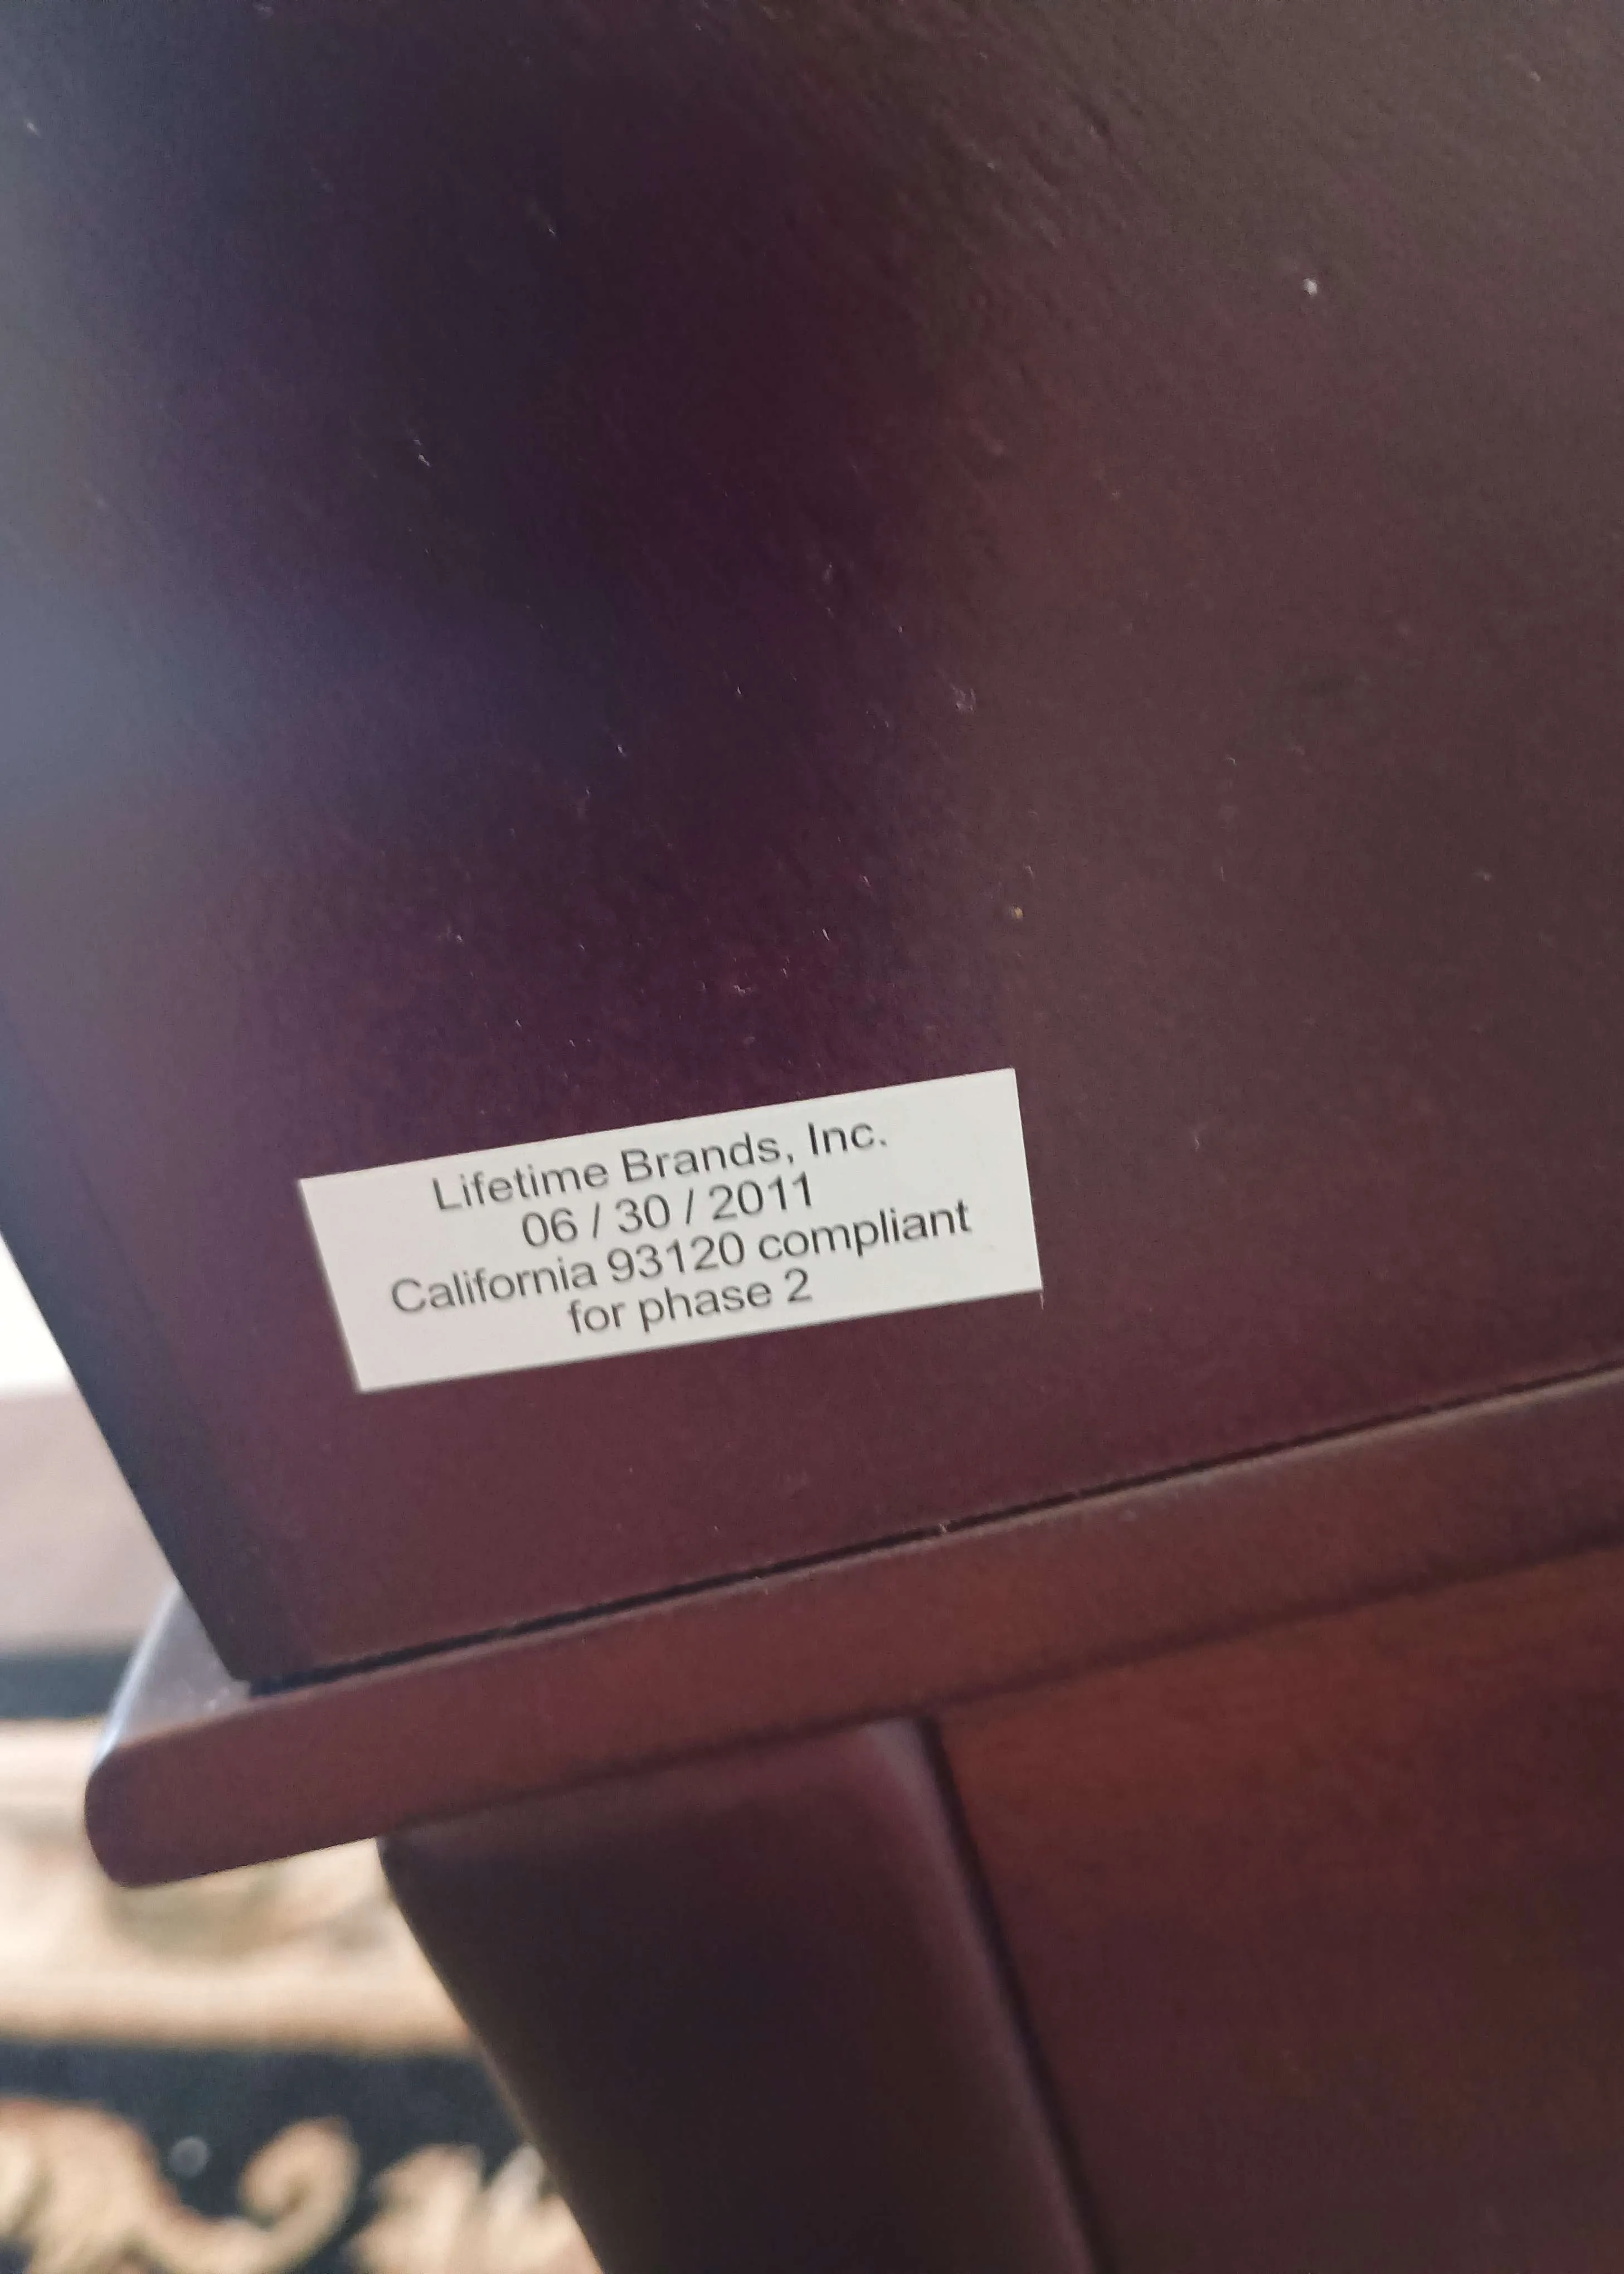 Lifetime Brands, Inc.
06 / 30 / 2011
California 93120 compliant
for phase 2